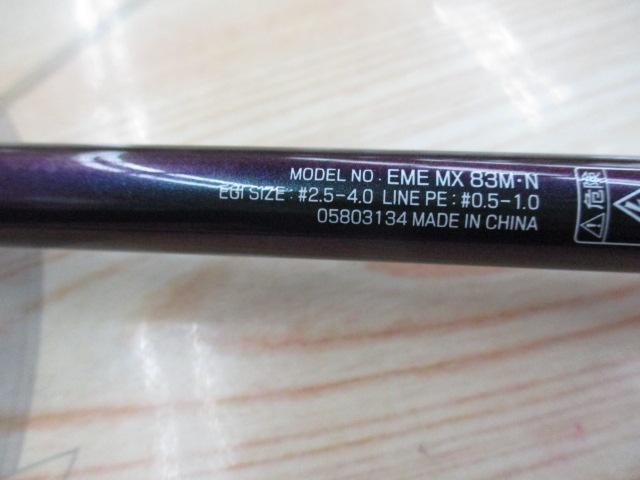 MODEL NO : EME MX 83M・N
EGI SIZE : #2.5–4.0 LINE PE : #0.5–1.0
05803134 MADE IN CHINA
危険